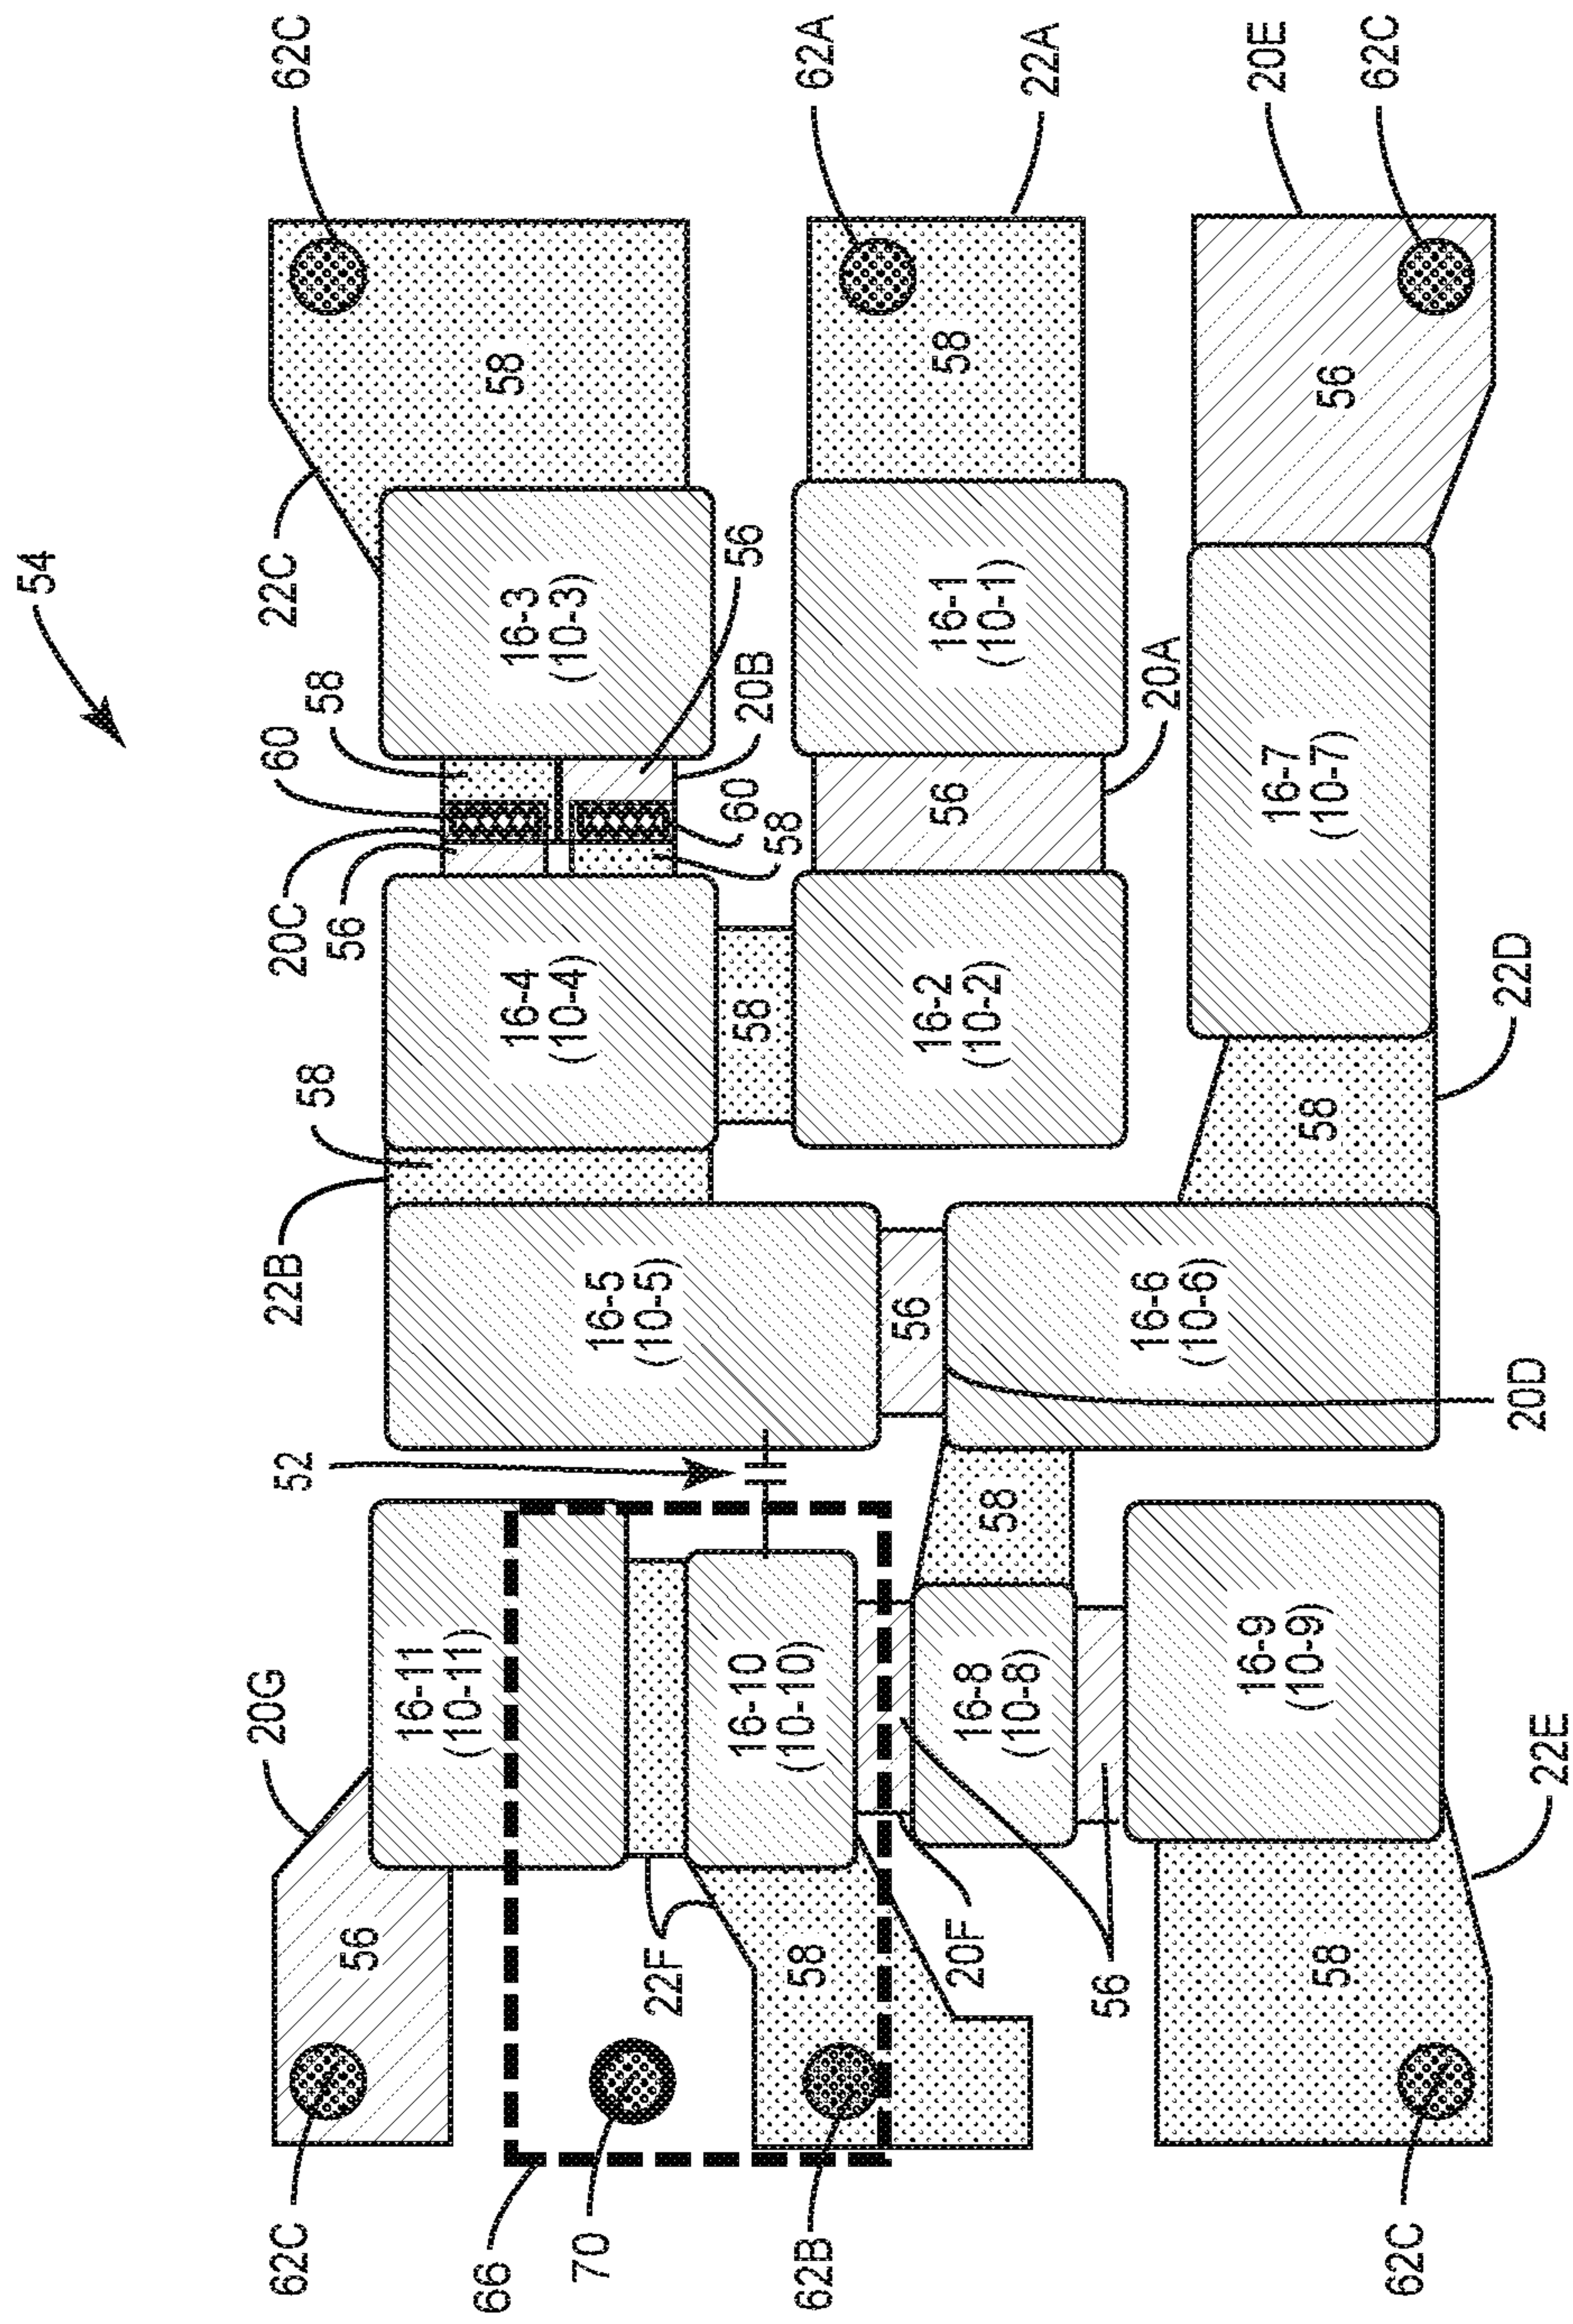 54
62C
20G
52
22B
58
20C
56
60
58
22C
62C
56
16-11
(10-11)
66
58
16-4
(10-4)
16-3
(10-3)
70
16-5
(10-5)
22F
16-10
(10-10)
58
60
20B
56
58
62B
58
62A
56
16-2
(10-2)
56
16-1
(10-1)
58
20F
16-8
(10-8)
58
22A
56
16-6
(10-6)
20A
16-9
(10-9)
16-7
(10-7)
20E
58
58
56
62C
62C
20D
22D
22E